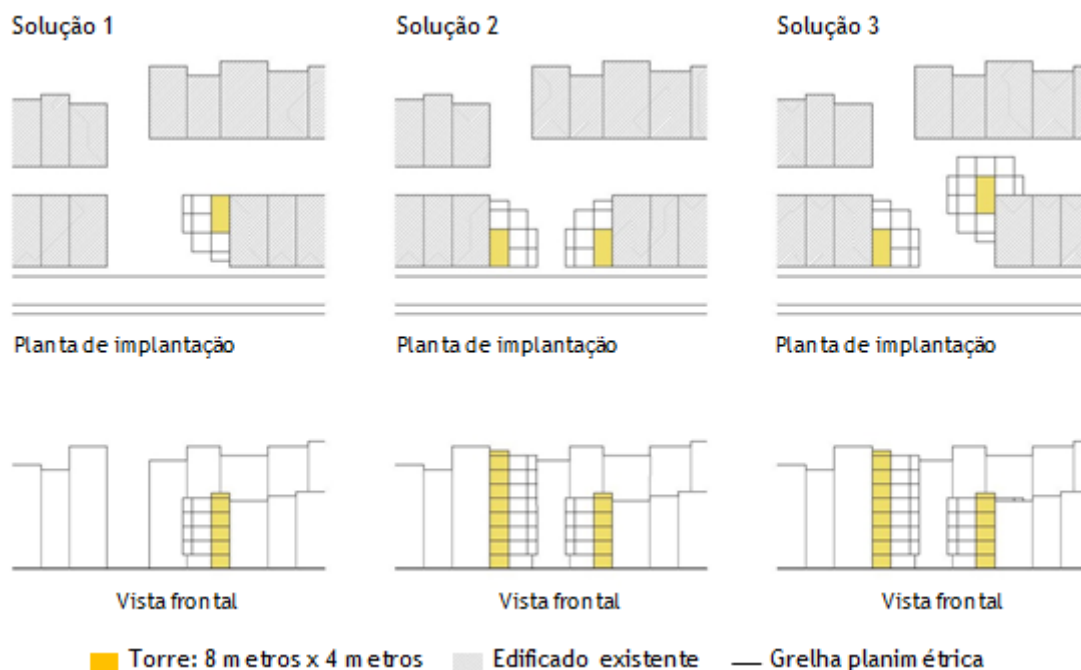 Solução 1
Solução 2
Solução 3
Planta de implantação
Planta de implantação
Planta de implantação
Vista frontal
Vista frontal
Vista frontal
Torre: 8 metros x 4 metros
Edificado existente
Grelha planimétrica